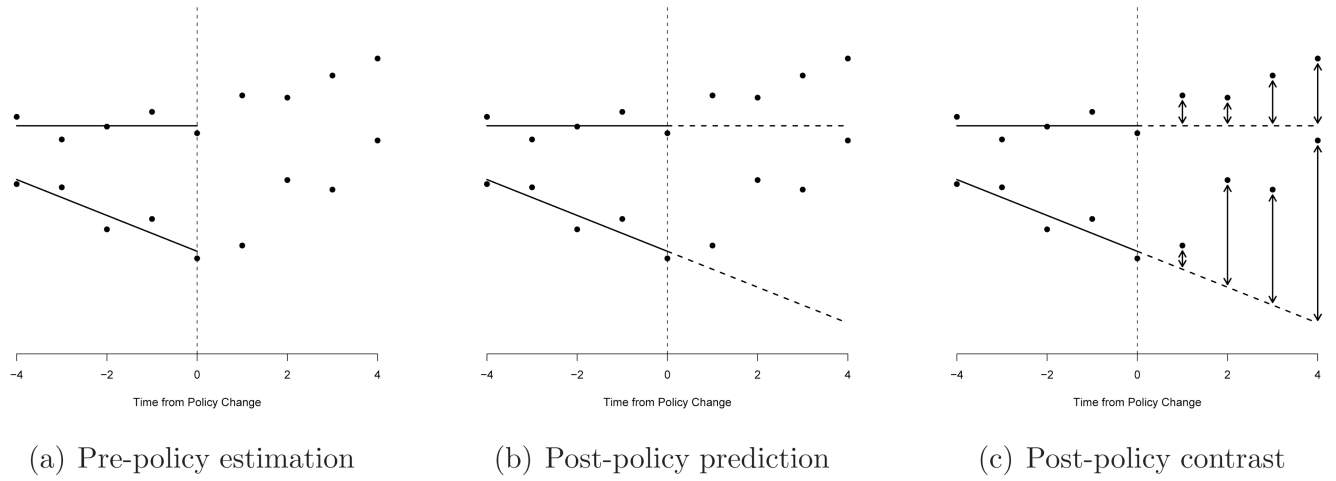 −4 −2 0 2 4
Time from Policy Change
(a) Pre-policy estimation
−4 −2 0 2 4
Time from Policy Change
(b) Post-policy prediction
−4 −2 0 2 4
Time from Policy Change
(c) Post-policy contrast